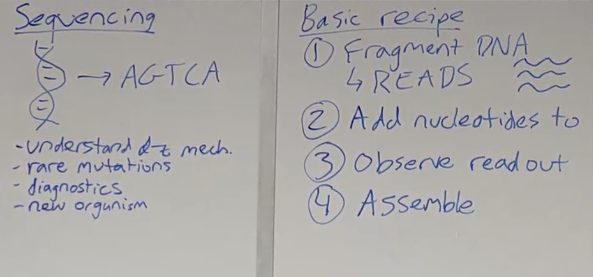 Sequencing
→ AGTCA
- understand dz mech.
- rare mutations
- diagnostics
- new organism
Basic recipe
① Fragment DNA
↳ READS
② Add nucleotides to
③ Observe readout
④ Assemble